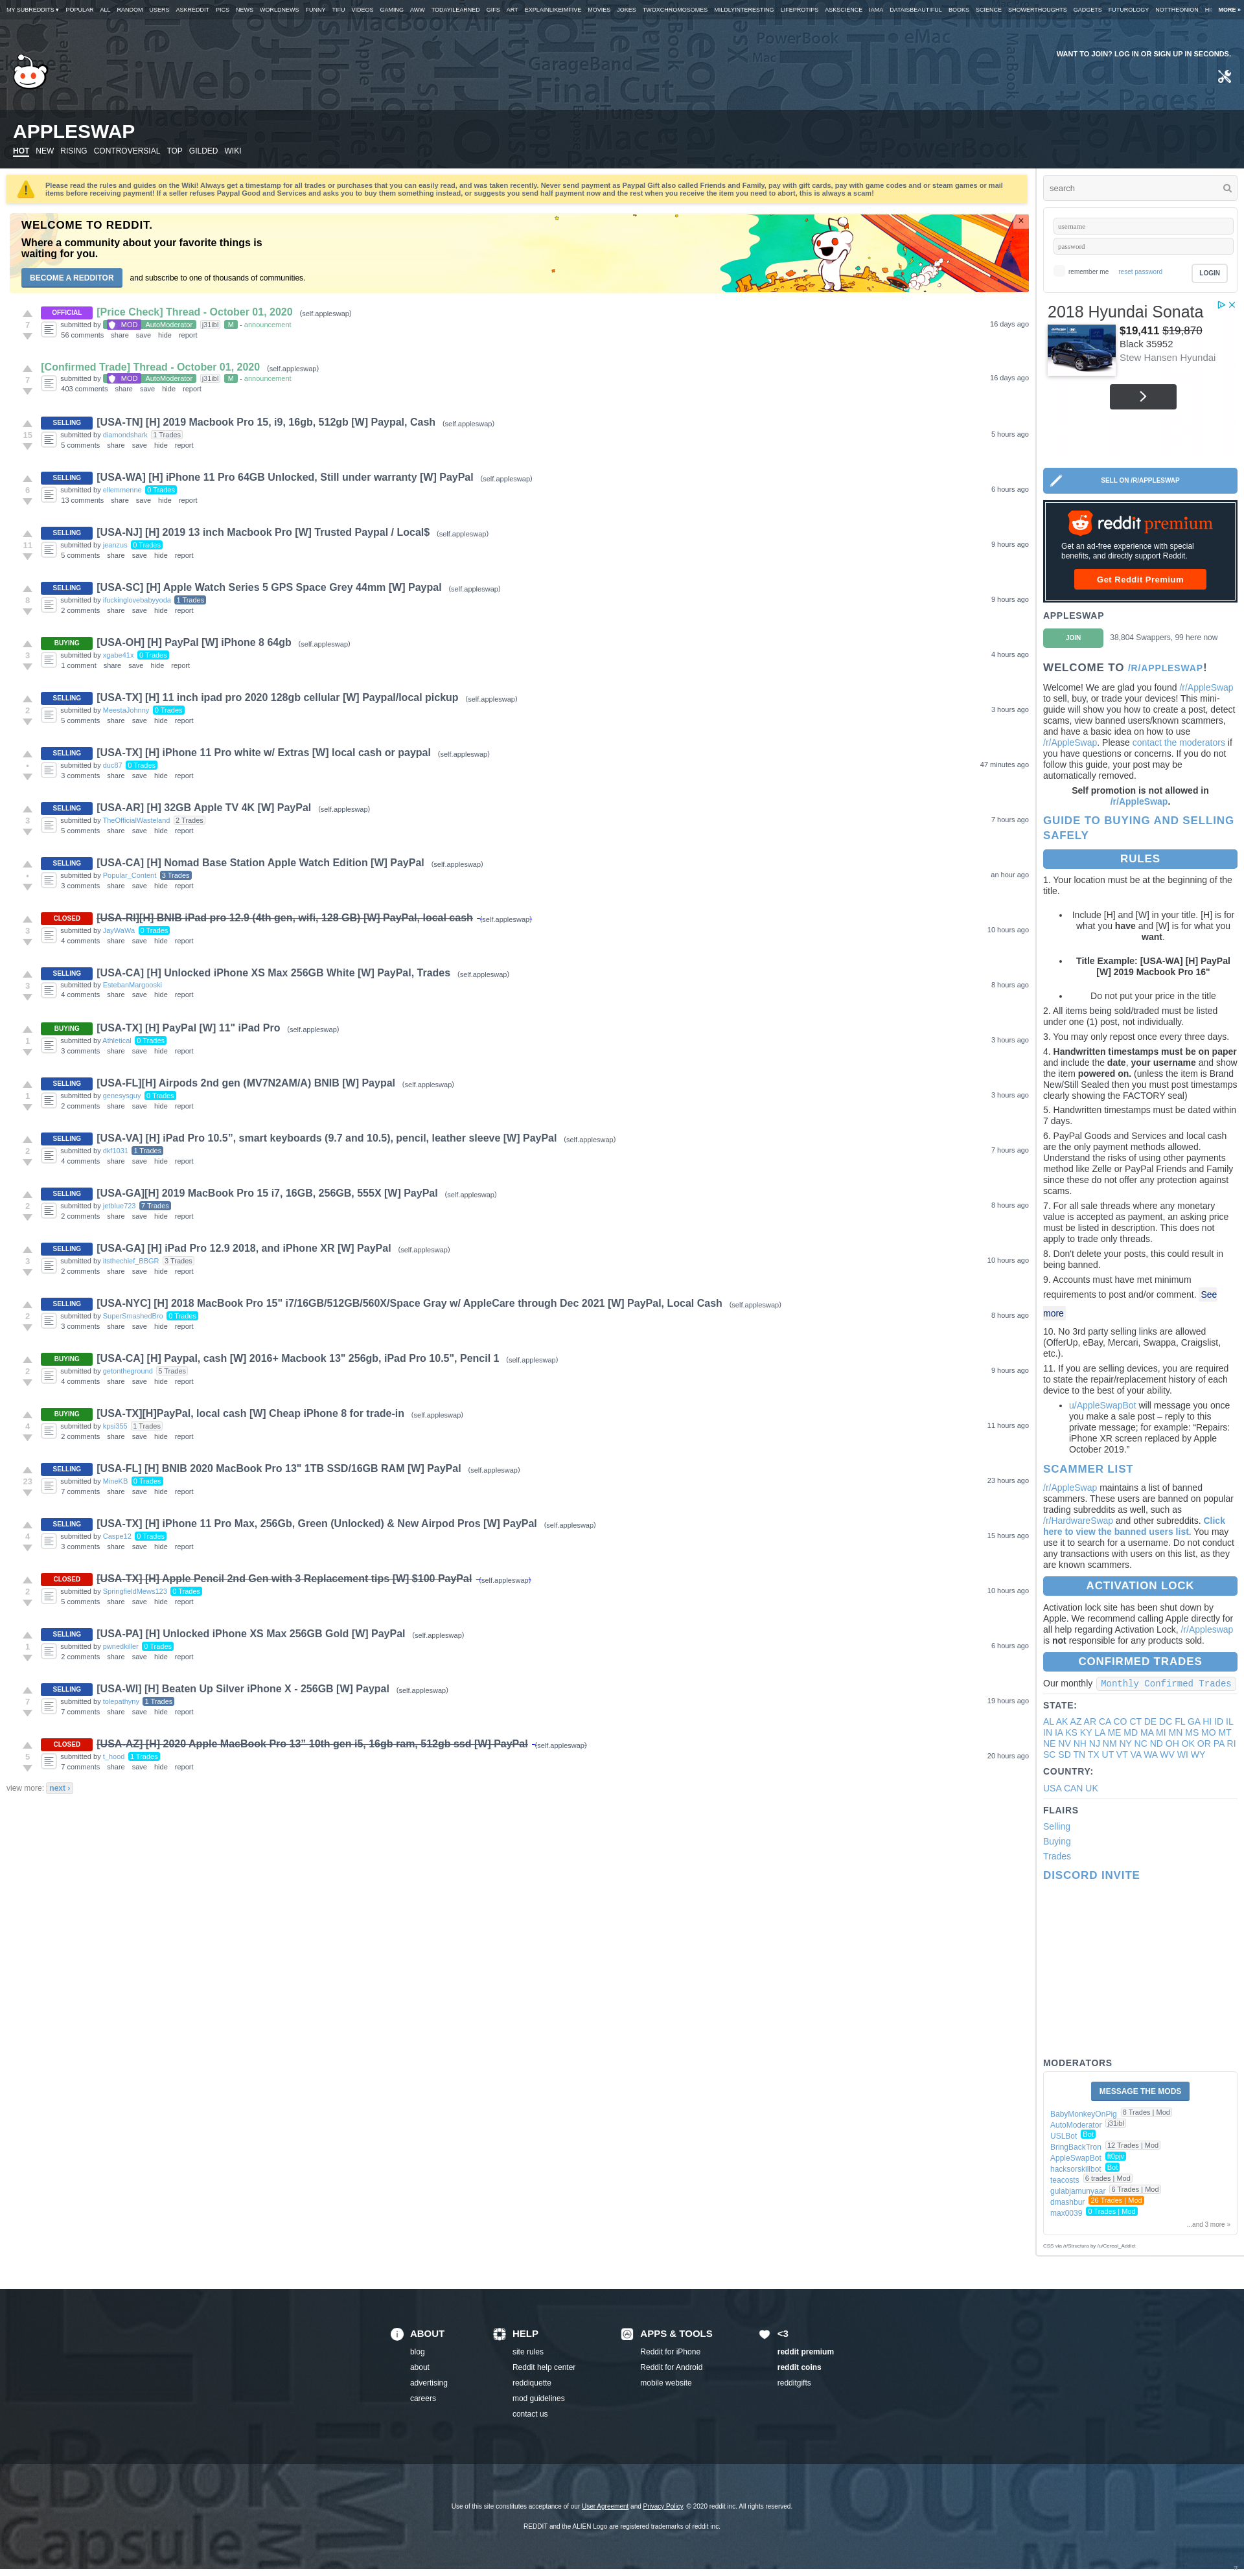 MY SUBREDDITS ▾ POPULAR ALL RANDOM USERS ASKREDDIT PICS NEWS WORLDNEWS FUNNY TIFU VIDEOS GAMING AWW TODAYILEARNED GIFS ART EXPLAINLIKEIMFIVE MOVIES JOKES TWOXCHROMOSOMES MILDLYINTERESTING LIFEPROTIPS ASKSCIENCE IAMA DATAISBEAUTIFUL BOOKS SCIENCE SHOWERTHOUGHTS GADGETS FUTUROLOGY NOTTHEONION HI MORE »
WANT TO JOIN? LOG IN OR SIGN UP IN SECONDS.
APPLESWAP
HOT NEW RISING CONTROVERSIAL TOP GILDED WIKI
Please read the rules and guides on the Wiki! Always get a timestamp for all trades or purchases that you can easily read, and was taken recently. Never send payment as Paypal Gift also called Friends and Family, pay with gift cards, pay with game codes and or steam games or mail
items before receiving payment! If a seller refuses Paypal Good and Services and asks you to buy them something instead, or suggests you send half payment now and the rest when you receive the item you need to abort, this is always a scam!
WELCOME TO REDDIT.
Where a community about your favorite things is
waiting for you.
BECOME A REDDITOR and subscribe to one of thousands of communities.
OFFICIAL [Price Check] Thread - October 01, 2020 (self.appleswap)
7 submitted by MOD AutoModerator j31ibl M - announcement 16 days ago
56 comments share save hide report
[Confirmed Trade] Thread - October 01, 2020 (self.appleswap)
7 submitted by MOD AutoModerator j31ibl M - announcement 16 days ago
403 comments share save hide report
SELLING [USA-TN] [H] 2019 Macbook Pro 15, i9, 16gb, 512gb [W] Paypal, Cash (self.appleswap)
15 submitted by diamondshark 1 Trades 5 hours ago
5 comments share save hide report
SELLING [USA-WA] [H] iPhone 11 Pro 64GB Unlocked, Still under warranty [W] PayPal (self.appleswap)
6 submitted by ellemmenne 0 Trades 6 hours ago
13 comments share save hide report
SELLING [USA-NJ] [H] 2019 13 inch Macbook Pro [W] Trusted Paypal / Local$ (self.appleswap)
11 submitted by jeanzus 0 Trades 9 hours ago
5 comments share save hide report
SELLING [USA-SC] [H] Apple Watch Series 5 GPS Space Grey 44mm [W] Paypal (self.appleswap)
8 submitted by ifuckinglovebabyyoda 1 Trades 9 hours ago
2 comments share save hide report
BUYING [USA-OH] [H] PayPal [W] iPhone 8 64gb (self.appleswap)
3 submitted by xgabe41x 0 Trades 4 hours ago
1 comment share save hide report
SELLING [USA-TX] [H] 11 inch ipad pro 2020 128gb cellular [W] Paypal/local pickup (self.appleswap)
2 submitted by MeestaJohnny 0 Trades 3 hours ago
5 comments share save hide report
SELLING [USA-TX] [H] iPhone 11 Pro white w/ Extras [W] local cash or paypal (self.appleswap)
• submitted by duc87 0 Trades 47 minutes ago
3 comments share save hide report
SELLING [USA-AR] [H] 32GB Apple TV 4K [W] PayPal (self.appleswap)
3 submitted by TheOfficialWasteland 2 Trades 7 hours ago
5 comments share save hide report
SELLING [USA-CA] [H] Nomad Base Station Apple Watch Edition [W] PayPal (self.appleswap)
• submitted by Popular_Content 3 Trades an hour ago
3 comments share save hide report
CLOSED [USA-RI][H] BNIB iPad pro 12.9 (4th gen, wifi, 128 GB) [W] PayPal, local cash (self.appleswap)
3 submitted by JayWaWa 0 Trades 10 hours ago
4 comments share save hide report
SELLING [USA-CA] [H] Unlocked iPhone XS Max 256GB White [W] PayPal, Trades (self.appleswap)
3 submitted by EstebanMargooski 8 hours ago
4 comments share save hide report
BUYING [USA-TX] [H] PayPal [W] 11" iPad Pro (self.appleswap)
1 submitted by Athletical 0 Trades 3 hours ago
3 comments share save hide report
SELLING [USA-FL][H] Airpods 2nd gen (MV7N2AM/A) BNIB [W] Paypal (self.appleswap)
1 submitted by genesysguy 0 Trades 3 hours ago
2 comments share save hide report
SELLING [USA-VA] [H] iPad Pro 10.5”, smart keyboards (9.7 and 10.5), pencil, leather sleeve [W] PayPal (self.appleswap)
2 submitted by dkf1031 1 Trades 7 hours ago
4 comments share save hide report
SELLING [USA-GA][H] 2019 MacBook Pro 15 i7, 16GB, 256GB, 555X [W] PayPal (self.appleswap)
2 submitted by jetblue723 7 Trades 8 hours ago
2 comments share save hide report
SELLING [USA-GA] [H] iPad Pro 12.9 2018, and iPhone XR [W] PayPal (self.appleswap)
3 submitted by itsthechief_BBGR 3 Trades 10 hours ago
2 comments share save hide report
SELLING [USA-NYC] [H] 2018 MacBook Pro 15" i7/16GB/512GB/560X/Space Gray w/ AppleCare through Dec 2021 [W] PayPal, Local Cash (self.appleswap)
2 submitted by SuperSmashedBro 0 Trades 8 hours ago
3 comments share save hide report
BUYING [USA-CA] [H] Paypal, cash [W] 2016+ Macbook 13" 256gb, iPad Pro 10.5", Pencil 1 (self.appleswap)
2 submitted by getontheground 5 Trades 9 hours ago
4 comments share save hide report
BUYING [USA-TX][H]PayPal, local cash [W] Cheap iPhone 8 for trade-in (self.appleswap)
4 submitted by kpsi355 1 Trades 11 hours ago
2 comments share save hide report
SELLING [USA-FL] [H] BNIB 2020 MacBook Pro 13" 1TB SSD/16GB RAM [W] PayPal (self.appleswap)
23 submitted by MineKB 0 Trades 23 hours ago
7 comments share save hide report
SELLING [USA-TX] [H] iPhone 11 Pro Max, 256Gb, Green (Unlocked) & New Airpod Pros [W] PayPal (self.appleswap)
4 submitted by Caspe12 0 Trades 15 hours ago
3 comments share save hide report
CLOSED [USA-TX] [H] Apple Pencil 2nd Gen with 3 Replacement tips [W] $100 PayPal (self.appleswap)
2 submitted by SpringfieldMews123 0 Trades 10 hours ago
5 comments share save hide report
SELLING [USA-PA] [H] Unlocked iPhone XS Max 256GB Gold [W] PayPal (self.appleswap)
1 submitted by pwnedkiller 0 Trades 6 hours ago
2 comments share save hide report
SELLING [USA-WI] [H] Beaten Up Silver iPhone X - 256GB [W] Paypal (self.appleswap)
7 submitted by tolepathyny 1 Trades 19 hours ago
7 comments share save hide report
CLOSED [USA-AZ] [H] 2020 Apple MacBook Pro 13” 10th gen i5, 16gb ram, 512gb ssd [W] PayPal (self.appleswap)
5 submitted by t_hood 1 Trades 20 hours ago
7 comments share save hide report
view more: next ›
search
username
password
remember me reset password LOGIN
2018 Hyundai Sonata
$19,411 $19,870
Black 35952
Stew Hansen Hyundai
SELL ON /R/APPLESWAP
reddit premium
Get an ad-free experience with special
benefits, and directly support Reddit.
Get Reddit Premium
APPLESWAP
JOIN 38,804 Swappers, 99 here now
WELCOME TO /R/APPLESWAP!
Welcome! We are glad you found /r/AppleSwap
to sell, buy, or trade your devices! This mini-
guide will show you how to create a post, detect
scams, view banned users/known scammers,
and have a basic idea on how to use
/r/AppleSwap. Please contact the moderators if
you have questions or concerns. If you do not
follow this guide, your post may be
automatically removed.
Self promotion is not allowed in
/r/AppleSwap.
GUIDE TO BUYING AND SELLING
SAFELY
RULES
1. Your location must be at the beginning of the
title.
• Include [H] and [W] in your title. [H] is for
what you have and [W] is for what you
want.
• Title Example: [USA-WA] [H] PayPal
[W] 2019 Macbook Pro 16"
• Do not put your price in the title
2. All items being sold/traded must be listed
under one (1) post, not individually.
3. You may only repost once every three days.
4. Handwritten timestamps must be on paper
and include the date, your username and show
the item powered on. (unless the item is Brand
New/Still Sealed then you must post timestamps
clearly showing the FACTORY seal)
5. Handwritten timestamps must be dated within
7 days.
6. PayPal Goods and Services and local cash
are the only payment methods allowed.
Understand the risks of using other payments
method like Zelle or PayPal Friends and Family
since these do not offer any protection against
scams.
7. For all sale threads where any monetary
value is accepted as payment, an asking price
must be listed in description. This does not
apply to trade only threads.
8. Don't delete your posts, this could result in
being banned.
9. Accounts must have met minimum
requirements to post and/or comment. See
more
10. No 3rd party selling links are allowed
(OfferUp, eBay, Mercari, Swappa, Craigslist,
etc.).
11. If you are selling devices, you are required
to state the repair/replacement history of each
device to the best of your ability.
• u/AppleSwapBot will message you once
you make a sale post – reply to this
private message; for example: “Repairs:
iPhone XR screen replaced by Apple
October 2019.”
SCAMMER LIST
/r/AppleSwap maintains a list of banned
scammers. These users are banned on popular
trading subreddits as well, such as
/r/HardwareSwap and other subreddits. Click
here to view the banned users list. You may
use it to search for a username. Do not conduct
any transactions with users on this list, as they
are known scammers.
ACTIVATION LOCK
Activation lock site has been shut down by
Apple. We recommend calling Apple directly for
all help regarding Activation Lock, /r/Appleswap
is not responsible for any products sold.
CONFIRMED TRADES
Our monthly Monthly Confirmed Trades
STATE:
AL AK AZ AR CA CO CT DE DC FL GA HI ID IL
IN IA KS KY LA ME MD MA MI MN MS MO MT
NE NV NH NJ NM NY NC ND OH OK OR PA RI
SC SD TN TX UT VT VA WA WV WI WY
COUNTRY:
USA CAN UK
FLAIRS
Selling
Buying
Trades
DISCORD INVITE
MODERATORS
MESSAGE THE MODS
BabyMonkeyOnPig 8 Trades | Mod
AutoModerator j31ibl
USLBot Bot
BringBackTron 12 Trades | Mod
AppleSwapBot
hacksorskillbot Bot
teacosts 6 trades | Mod
gulabjamunyaar 6 Trades | Mod
dmashbur 26 Trades | Mod
max0039 0 Trades | Mod
...and 3 more »
CSS via /r/Structura by /u/Cereal_Addict
ABOUT
blog
about
advertising
careers
HELP
site rules
Reddit help center
reddiquette
mod guidelines
contact us
APPS & TOOLS
Reddit for iPhone
Reddit for Android
mobile website
<3
reddit premium
reddit coins
redditgifts
Use of this site constitutes acceptance of our User Agreement and Privacy Policy. © 2020 reddit inc. All rights reserved.
REDDIT and the ALIEN Logo are registered trademarks of reddit inc.